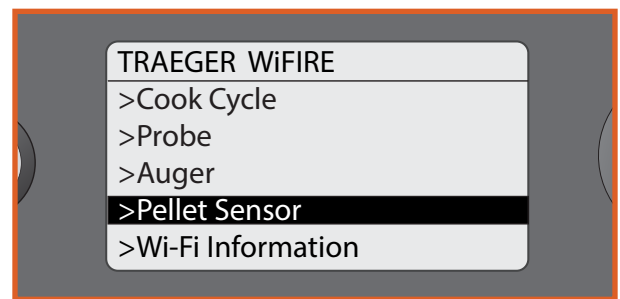 TRAEGER WiFIRE
>Cook Cycle
>Probe
>Auger
>Pellet Sensor
>Wi-Fi Information